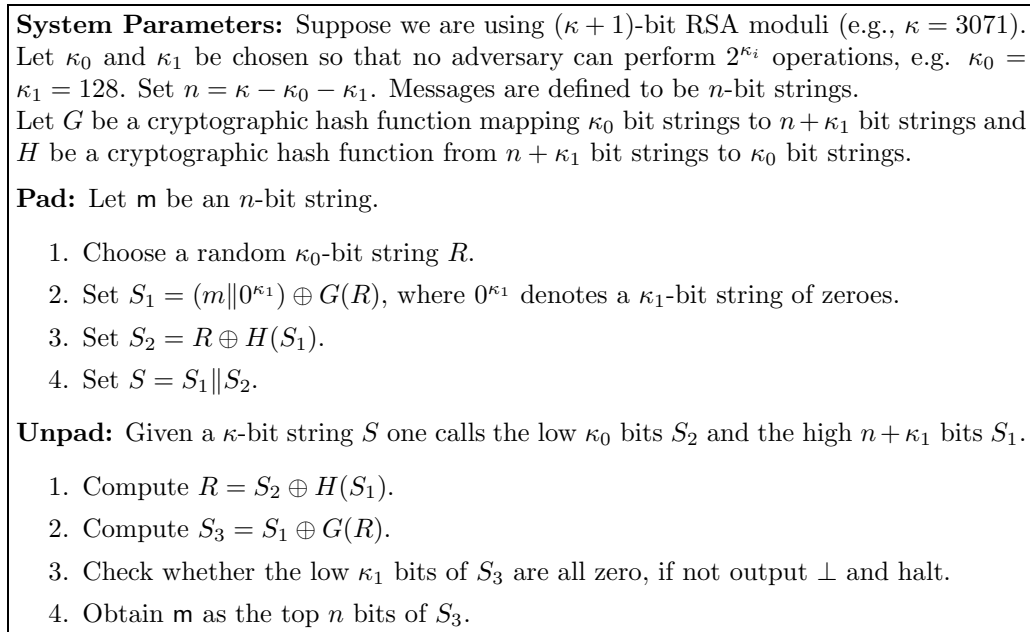 System Parameters: Suppose we are using (κ + 1)-bit RSA moduli (e.g., κ = 3071).
Let κ₀ and κ₁ be chosen so that no adversary can perform 2^{κᵢ} operations, e.g. κ₀ =
κ₁ = 128. Set n = κ − κ₀ − κ₁. Messages are defined to be n-bit strings.
Let G be a cryptographic hash function mapping κ₀ bit strings to n + κ₁ bit strings and
H be a cryptographic hash function from n + κ₁ bit strings to κ₀ bit strings.
Pad: Let m be an n-bit string.
1. Choose a random κ₀-bit string R.
2. Set S₁ = (m‖0^{κ₁}) ⊕ G(R), where 0^{κ₁} denotes a κ₁-bit string of zeroes.
3. Set S₂ = R ⊕ H(S₁).
4. Set S = S₁‖S₂.
Unpad: Given a κ-bit string S one calls the low κ₀ bits S₂ and the high n + κ₁ bits S₁.
1. Compute R = S₂ ⊕ H(S₁).
2. Compute S₃ = S₁ ⊕ G(R).
3. Check whether the low κ₁ bits of S₃ are all zero, if not output ⊥ and halt.
4. Obtain m as the top n bits of S₃.